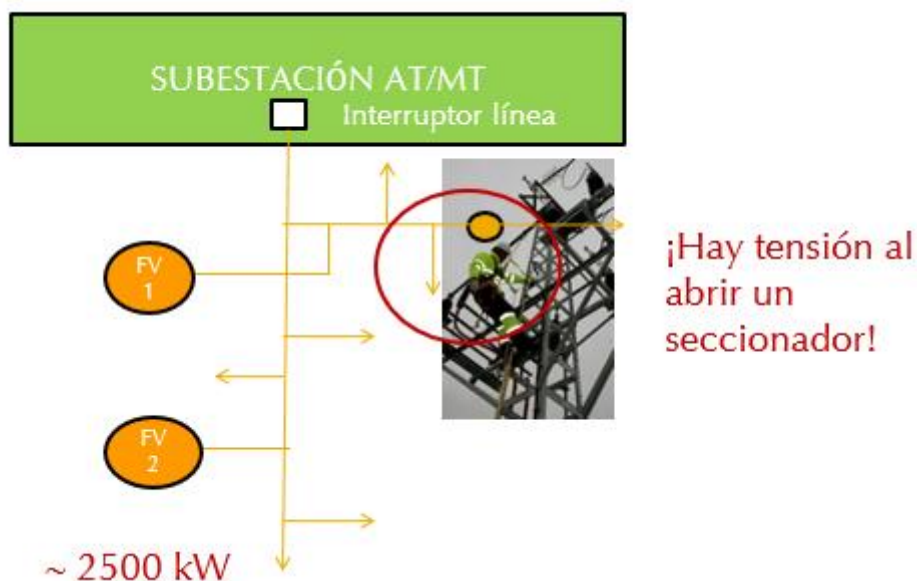 SUBESTACIÓN AT/MT
Interruptor línea
FV
1
¡Hay tensión al
abrir un
seccionador!
FV
2
~ 2500 kW